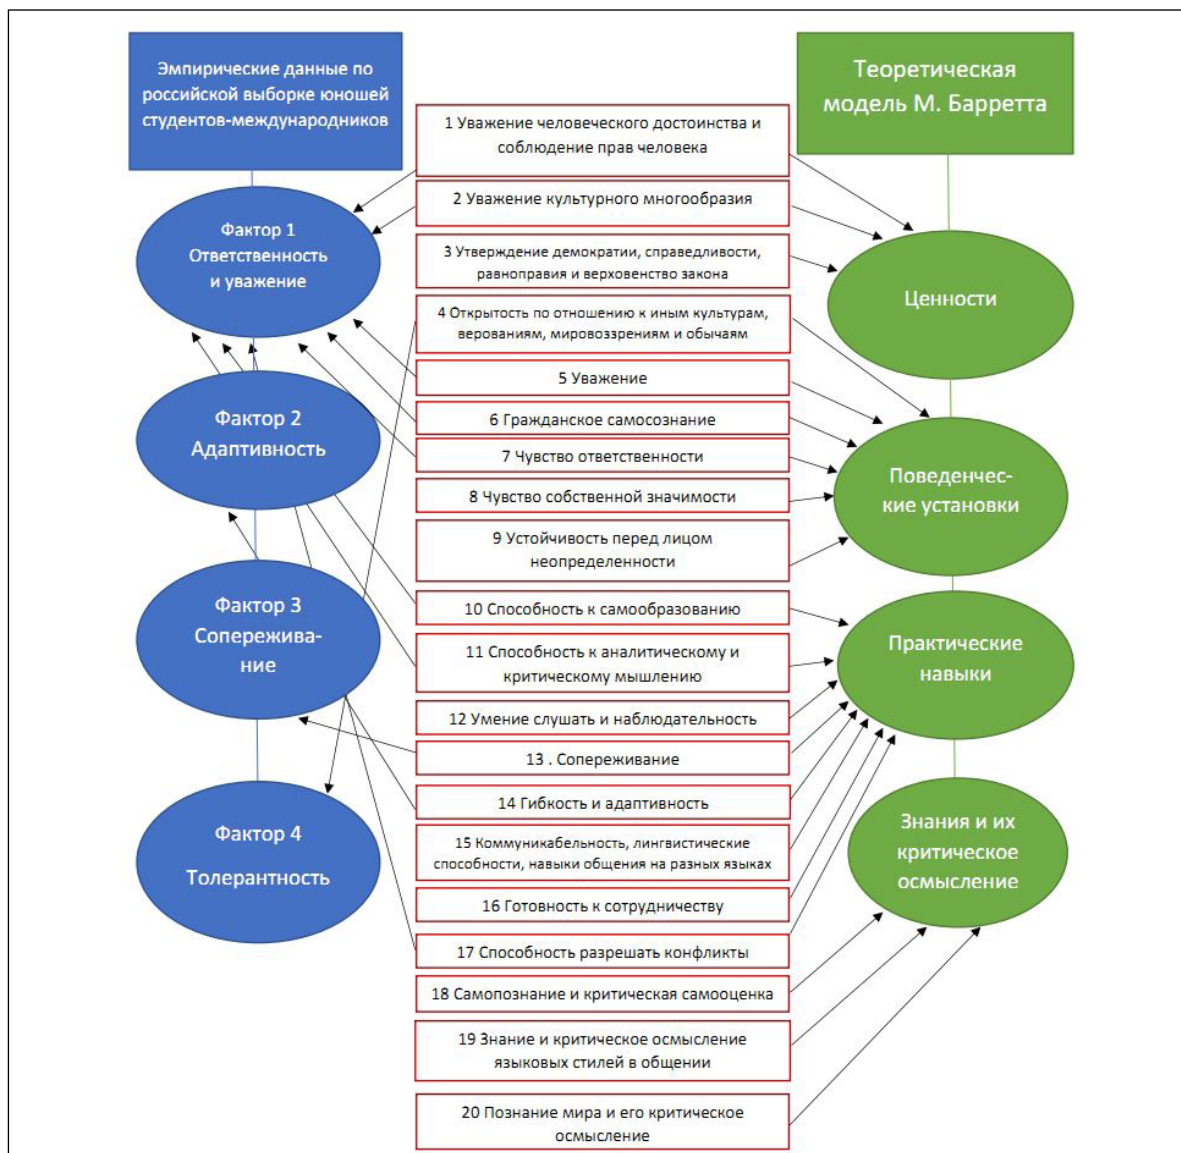 Эмпирические данные по
российской выборке юношей
студентов-международников
Фактор 1
Ответственность
и уважение
Фактор 2
Адаптивность
Фактор 3
Сопережива-
ние
Фактор 4
Толерантность
1 Уважение человеческого достоинства и
соблюдение прав человека
2 Уважение культурного многообразия
3 Утверждение демократии, справедливости,
равноправия и верховенство закона
4 Открытость по отношению к иным культурам,
верованиям, мировоззрениям и обычаям
5 Уважение
6 Гражданское самосознание
7 Чувство ответственности
8 Чувство собственной значимости
9 Устойчивость перед лицом
неопределенности
10 Способность к самообразованию
11 Способность к аналитическому и
критическому мышлению
12 Умение слушать и наблюдательность
13 . Сопереживание
14 Гибкость и адаптивность
15 Коммуникабельность, лингвистические
способности, навыки общения на разных языках
16 Готовность к сотрудничеству
17 Способность разрешать конфликты
18 Самопознание и критическая самооценка
19 Знание и критическое осмысление
языковых стилей в общении
20 Познание мира и его критическое
осмысление
Теоретическая
модель М. Барретта
Ценности
Поведенчес-
кие установки
Практические
навыки
Знания и их
критическое
осмысление